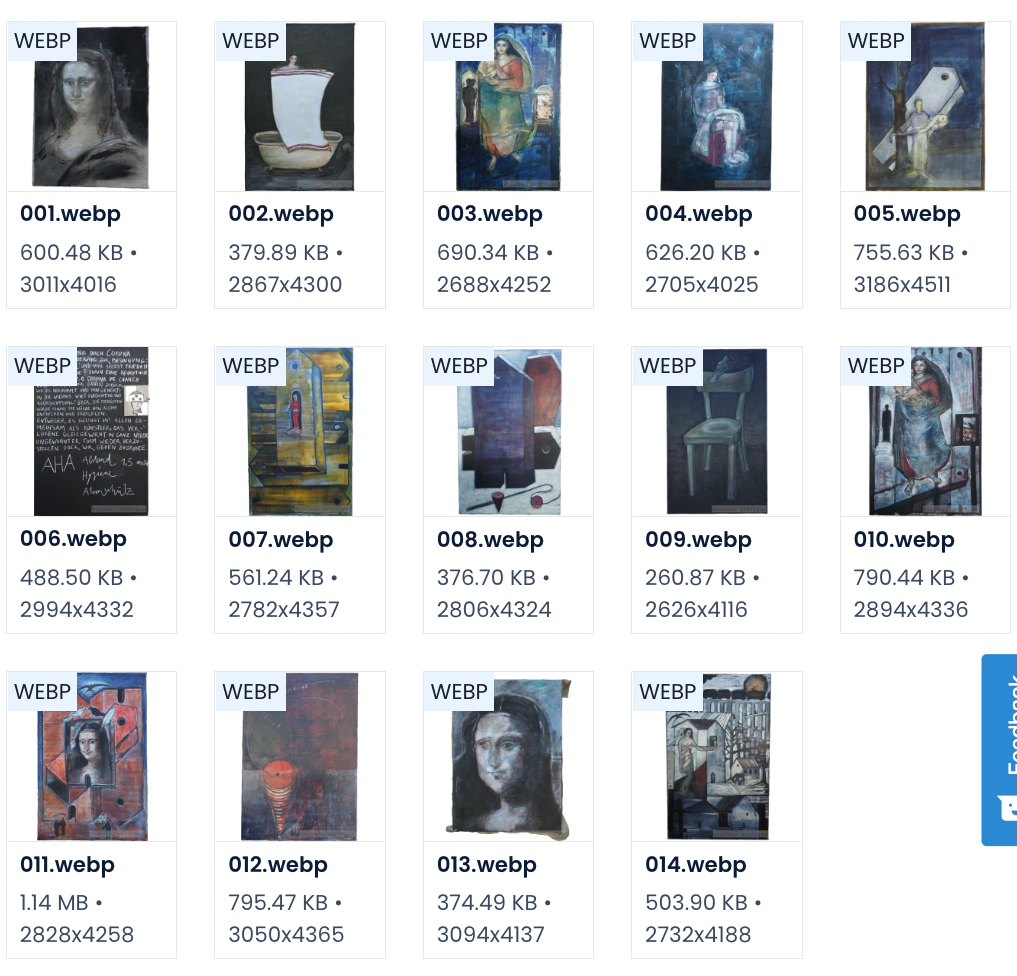 WEBP
001.webp
600.48 KB •
3011x4016
WEBP
002.webp
379.89 KB •
2867x4300
WEBP
003.webp
690.34 KB •
2688x4252
WEBP
004.webp
626.20 KB •
2705x4025
WEBP
005.webp
755.63 KB •
3186x4511
WEBP
CORONA
AHA Abstand 1,5
Hygiene
006.webp
488.50 KB •
2994x4332
WEBP
007.webp
561.24 KB •
2782x4357
WEBP
008.webp
376.70 KB •
2806x4324
WEBP
009.webp
260.87 KB •
2626x4116
WEBP
010.webp
790.44 KB •
2894x4336
WEBP
011.webp
1.14 MB •
2828x4258
WEBP
012.webp
795.47 KB •
3050x4365
WEBP
013.webp
374.49 KB •
3094x4137
WEBP
014.webp
503.90 KB •
2732x4188
Feedback